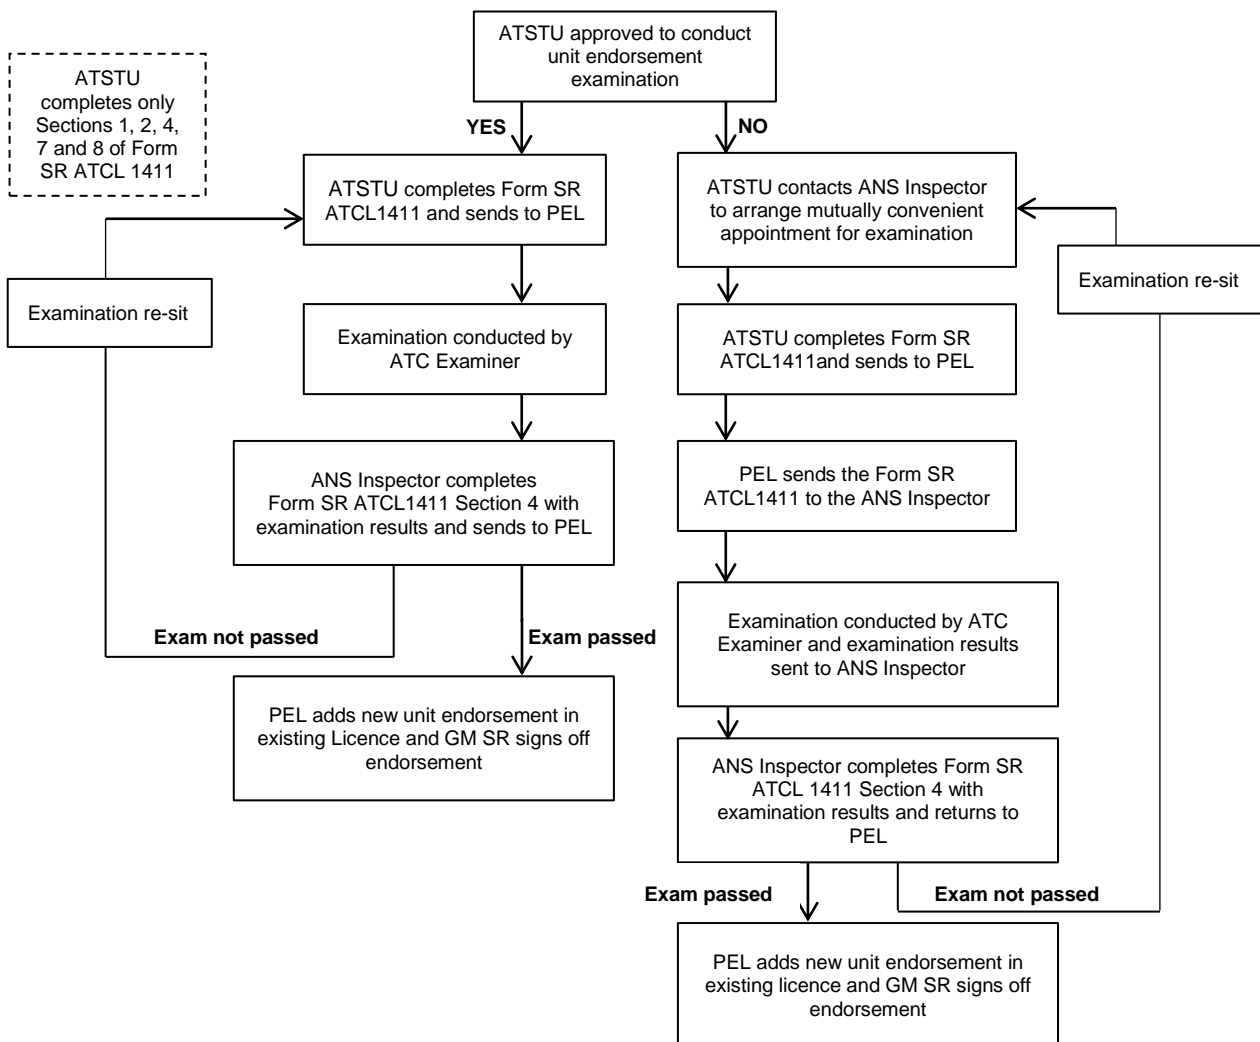 ATSTU approved to conduct
unit endorsement
examination
ATSTU
completes only
Sections 1, 2, 4,
7 and 8 of Form
SR ATCL 1411
YES
NO
ATSTU completes Form SR
ATCL1411 and sends to PEL
ATSTU contacts ANS Inspector
to arrange mutually convenient
appointment for examination
Examination re-sit
Examination re-sit
Examination conducted by
ATC Examiner
ATSTU completes Form SR
ATCL1411and sends to PEL
ANS Inspector completes
Form SR ATCL1411 Section 4 with
examination results and sends to PEL
PEL sends the Form SR
ATCL1411 to the ANS Inspector
Exam not passed
Exam passed
Examination conducted by ATC
Examiner and examination results
sent to ANS Inspector
PEL adds new unit endorsement in
existing Licence and GM SR signs off
endorsement
ANS Inspector completes Form SR
ATCL 1411 Section 4 with
examination results and returns to
PEL
Exam passed
Exam not passed
PEL adds new unit endorsement in
existing licence and GM SR signs off
endorsement